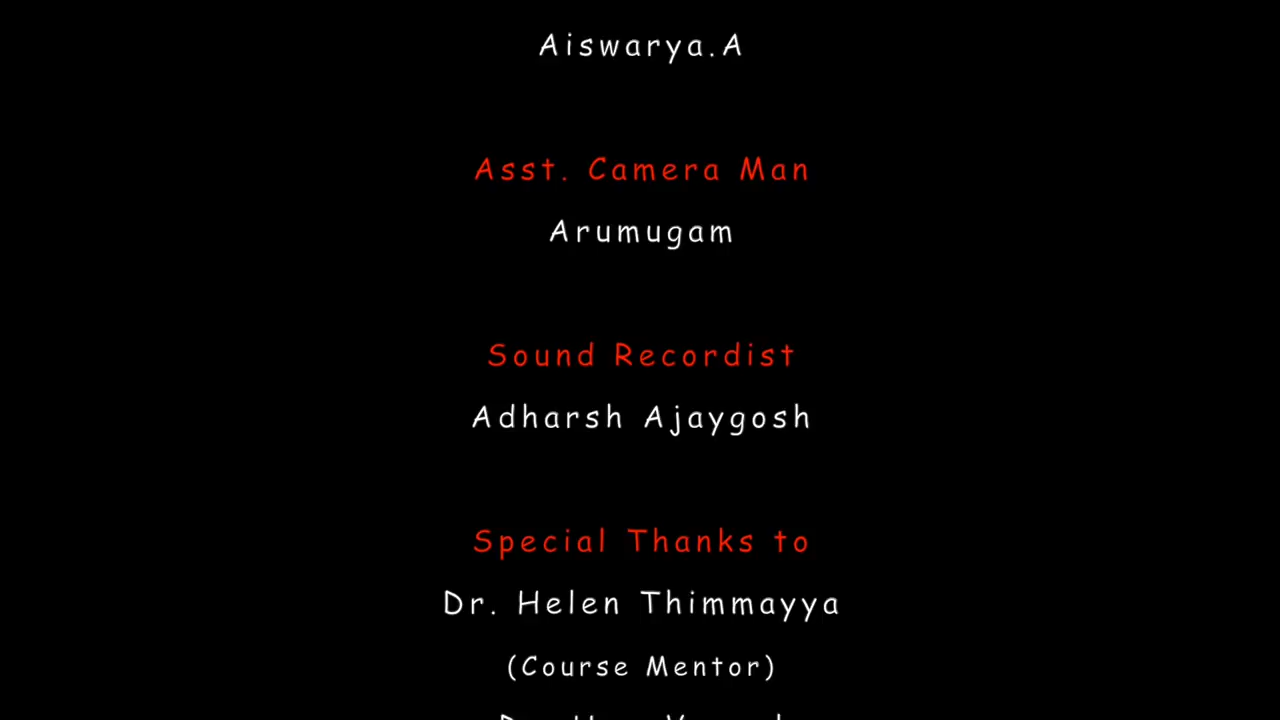 Aiswarya.A
Asst. Camera Man
Arumugam
Sound Recordist
Adharsh Ajaygosh
Special Thanks to
Dr. Helen Thimmayya
(Course Mentor)